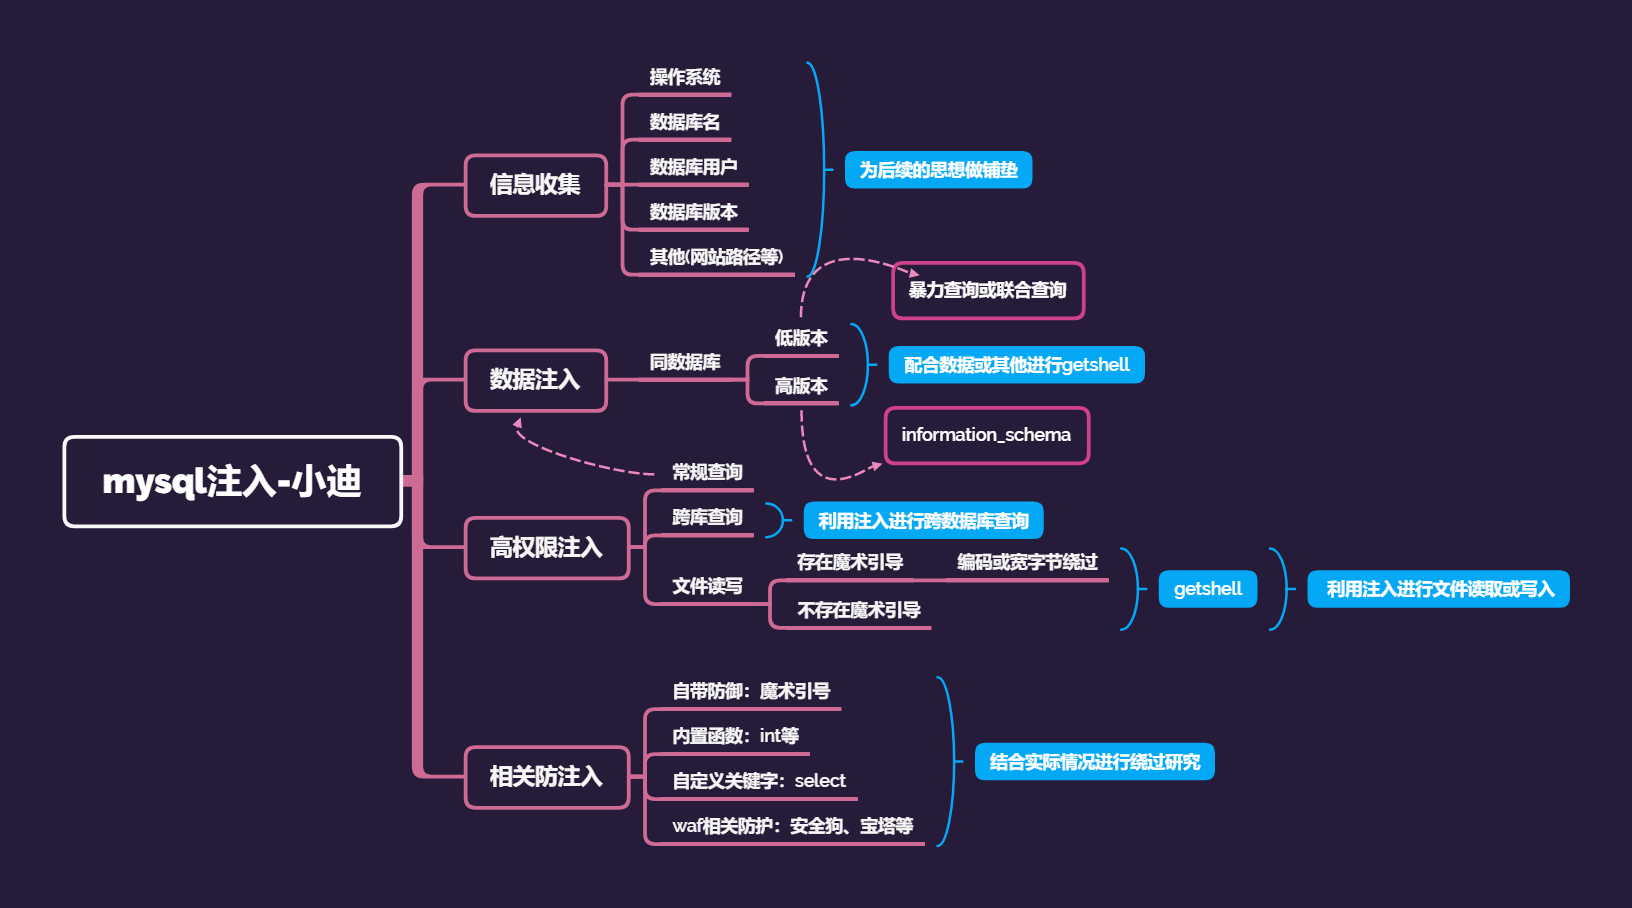 mysql注入-小迪
信息收集
操作系统
数据库名
数据库用户
数据库版本
其他(网站路径等)
为后续的思想做铺垫
数据注入
同数据库
低版本
高版本
暴力查询或联合查询
配合数据或其他进行getshell
information_schema
高权限注入
常规查询
跨库查询
利用注入进行跨数据库查询
文件读写
存在魔术引导
编码或宽字节绕过
不存在魔术引导
getshell
利用注入进行文件读取或写入
相关防注入
自带防御：魔术引号
内置函数：int等
自定义关键字：select
waf相关防护：安全狗、宝塔等
结合实际情况进行绕过研究